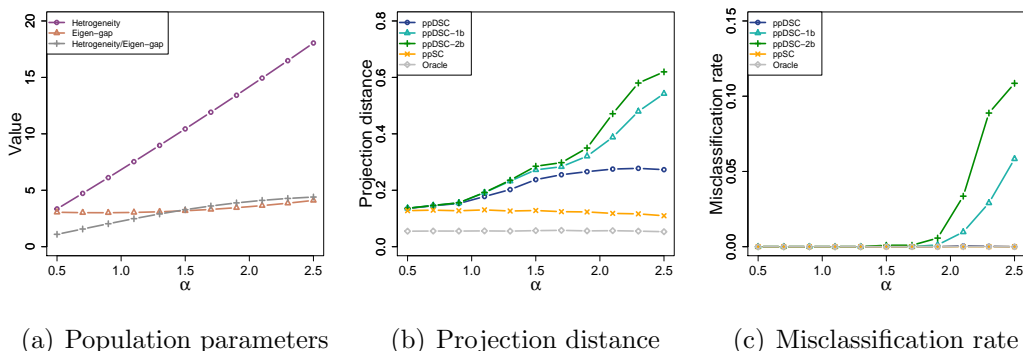 Hetrogeneity
Eigen-gap
Hetrogeneity/Eigen-gap
Value
0 5 10 15 20
0.5 1.0 1.5 2.0 2.5
α
(a) Population parameters
ppDSC
ppDSC-1b
ppDSC-2b
ppSC
Oracle
Projection distance
0.0 0.2 0.4 0.6 0.8
0.5 1.0 1.5 2.0 2.5
α
(b) Projection distance
ppDSC
ppDSC-1b
ppDSC-2b
ppSC
Oracle
Misclassification rate
0.00 0.05 0.10 0.15
0.5 1.0 1.5 2.0 2.5
α
(c) Misclassification rate